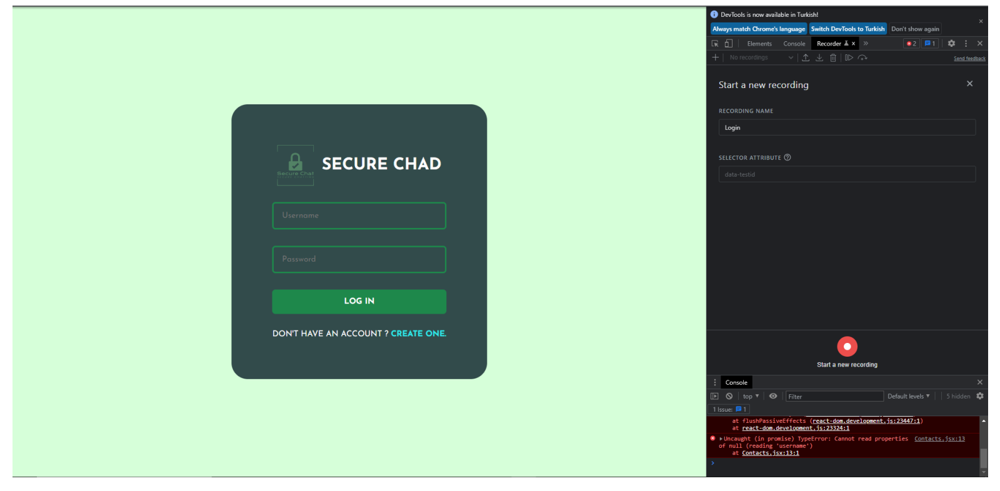 Secure Chat
SECURE CHAD
Username
Password
LOG IN
DON'T HAVE AN ACCOUNT ? CREATE ONE.
DevTools is now available in Turkish!
Always match Chrome's language Switch DevTools to Turkish Don't show again
Elements Console Recorder 2 1
No recordings Send feedback
Start a new recording
RECORDING NAME
Login
SELECTOR ATTRIBUTE
data-testid
Start a new recording
Console
top Filter Default levels 5 hidden
1 Issue: 1
at flushPassiveEffects (react-dom.development.js:23447:1)
at react-dom.development.js:23324:1
Uncaught (in promise) TypeError: Cannot read properties Contacts.jsx:13
of null (reading 'username')
at Contacts.jsx:13:1